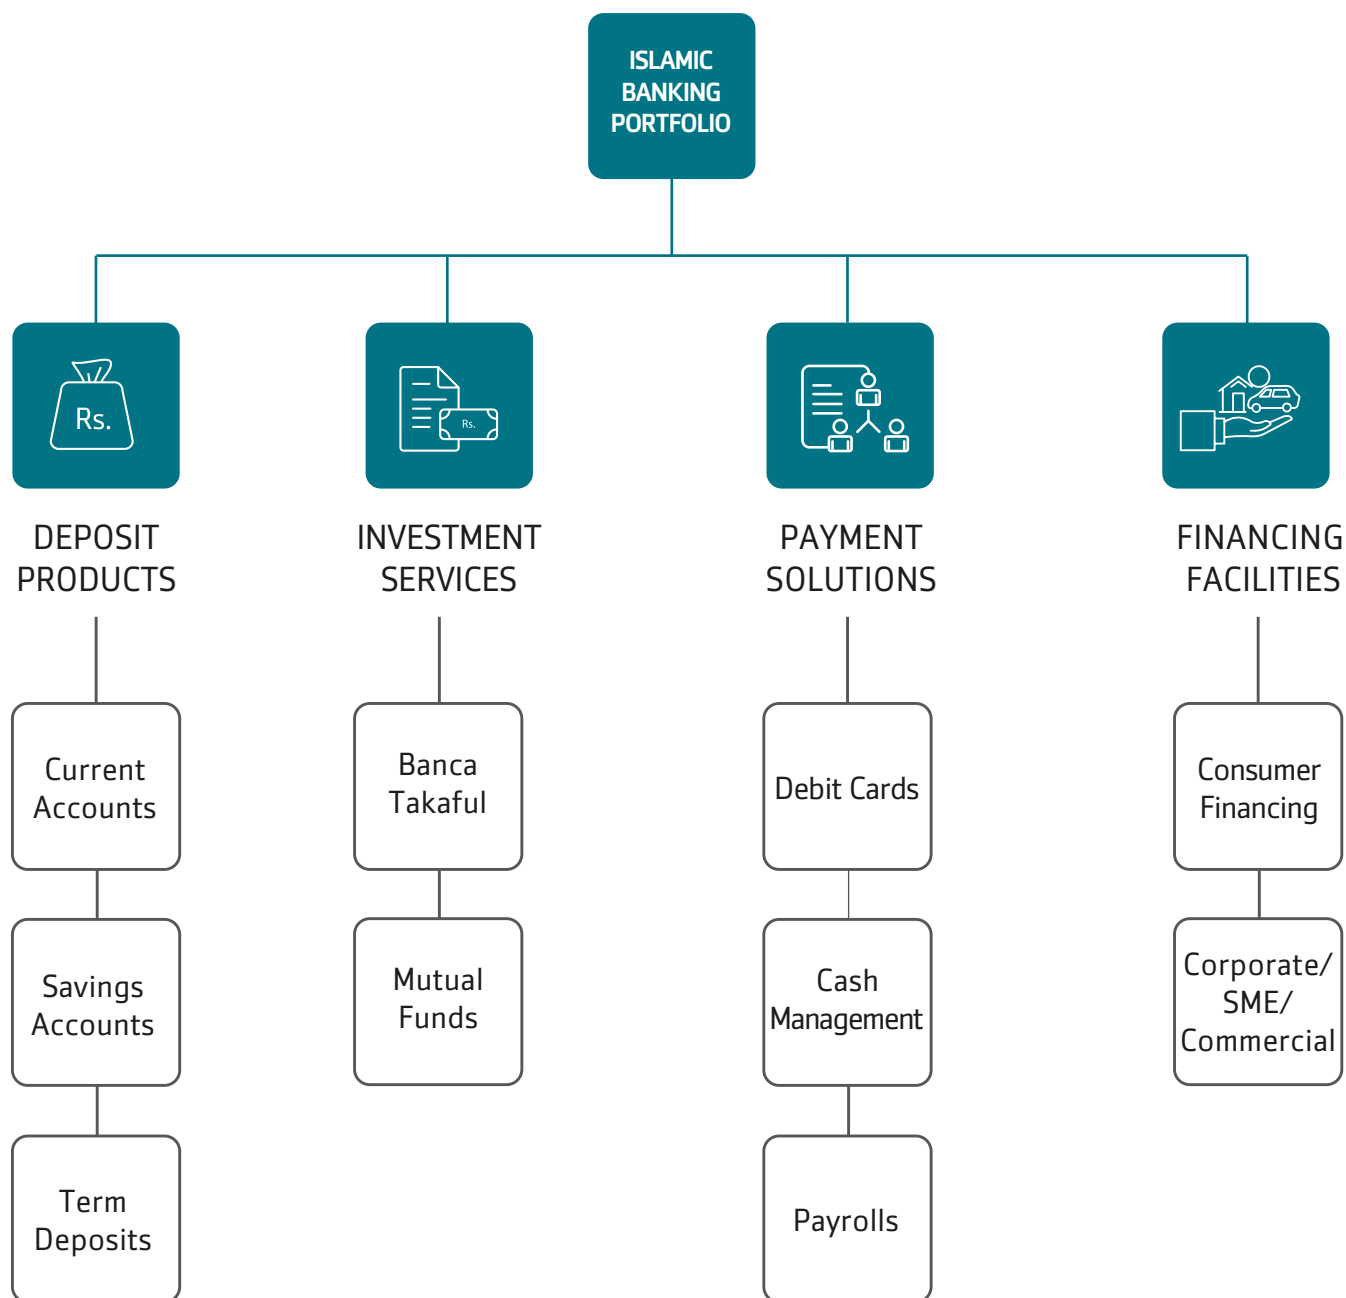 ISLAMIC
BANKING
PORTFOLIO
Rs.
DEPOSIT
PRODUCTS
Current
Accounts
Savings
Accounts
Term
Deposits
Rs.
INVESTMENT
SERVICES
Banca
Takaful
Mutual
Funds
PAYMENT
SOLUTIONS
Debit Cards
Cash
Management
Payrolls
FINANCING
FACILITIES
Consumer
Financing
Corporate/
SME/
Commercial